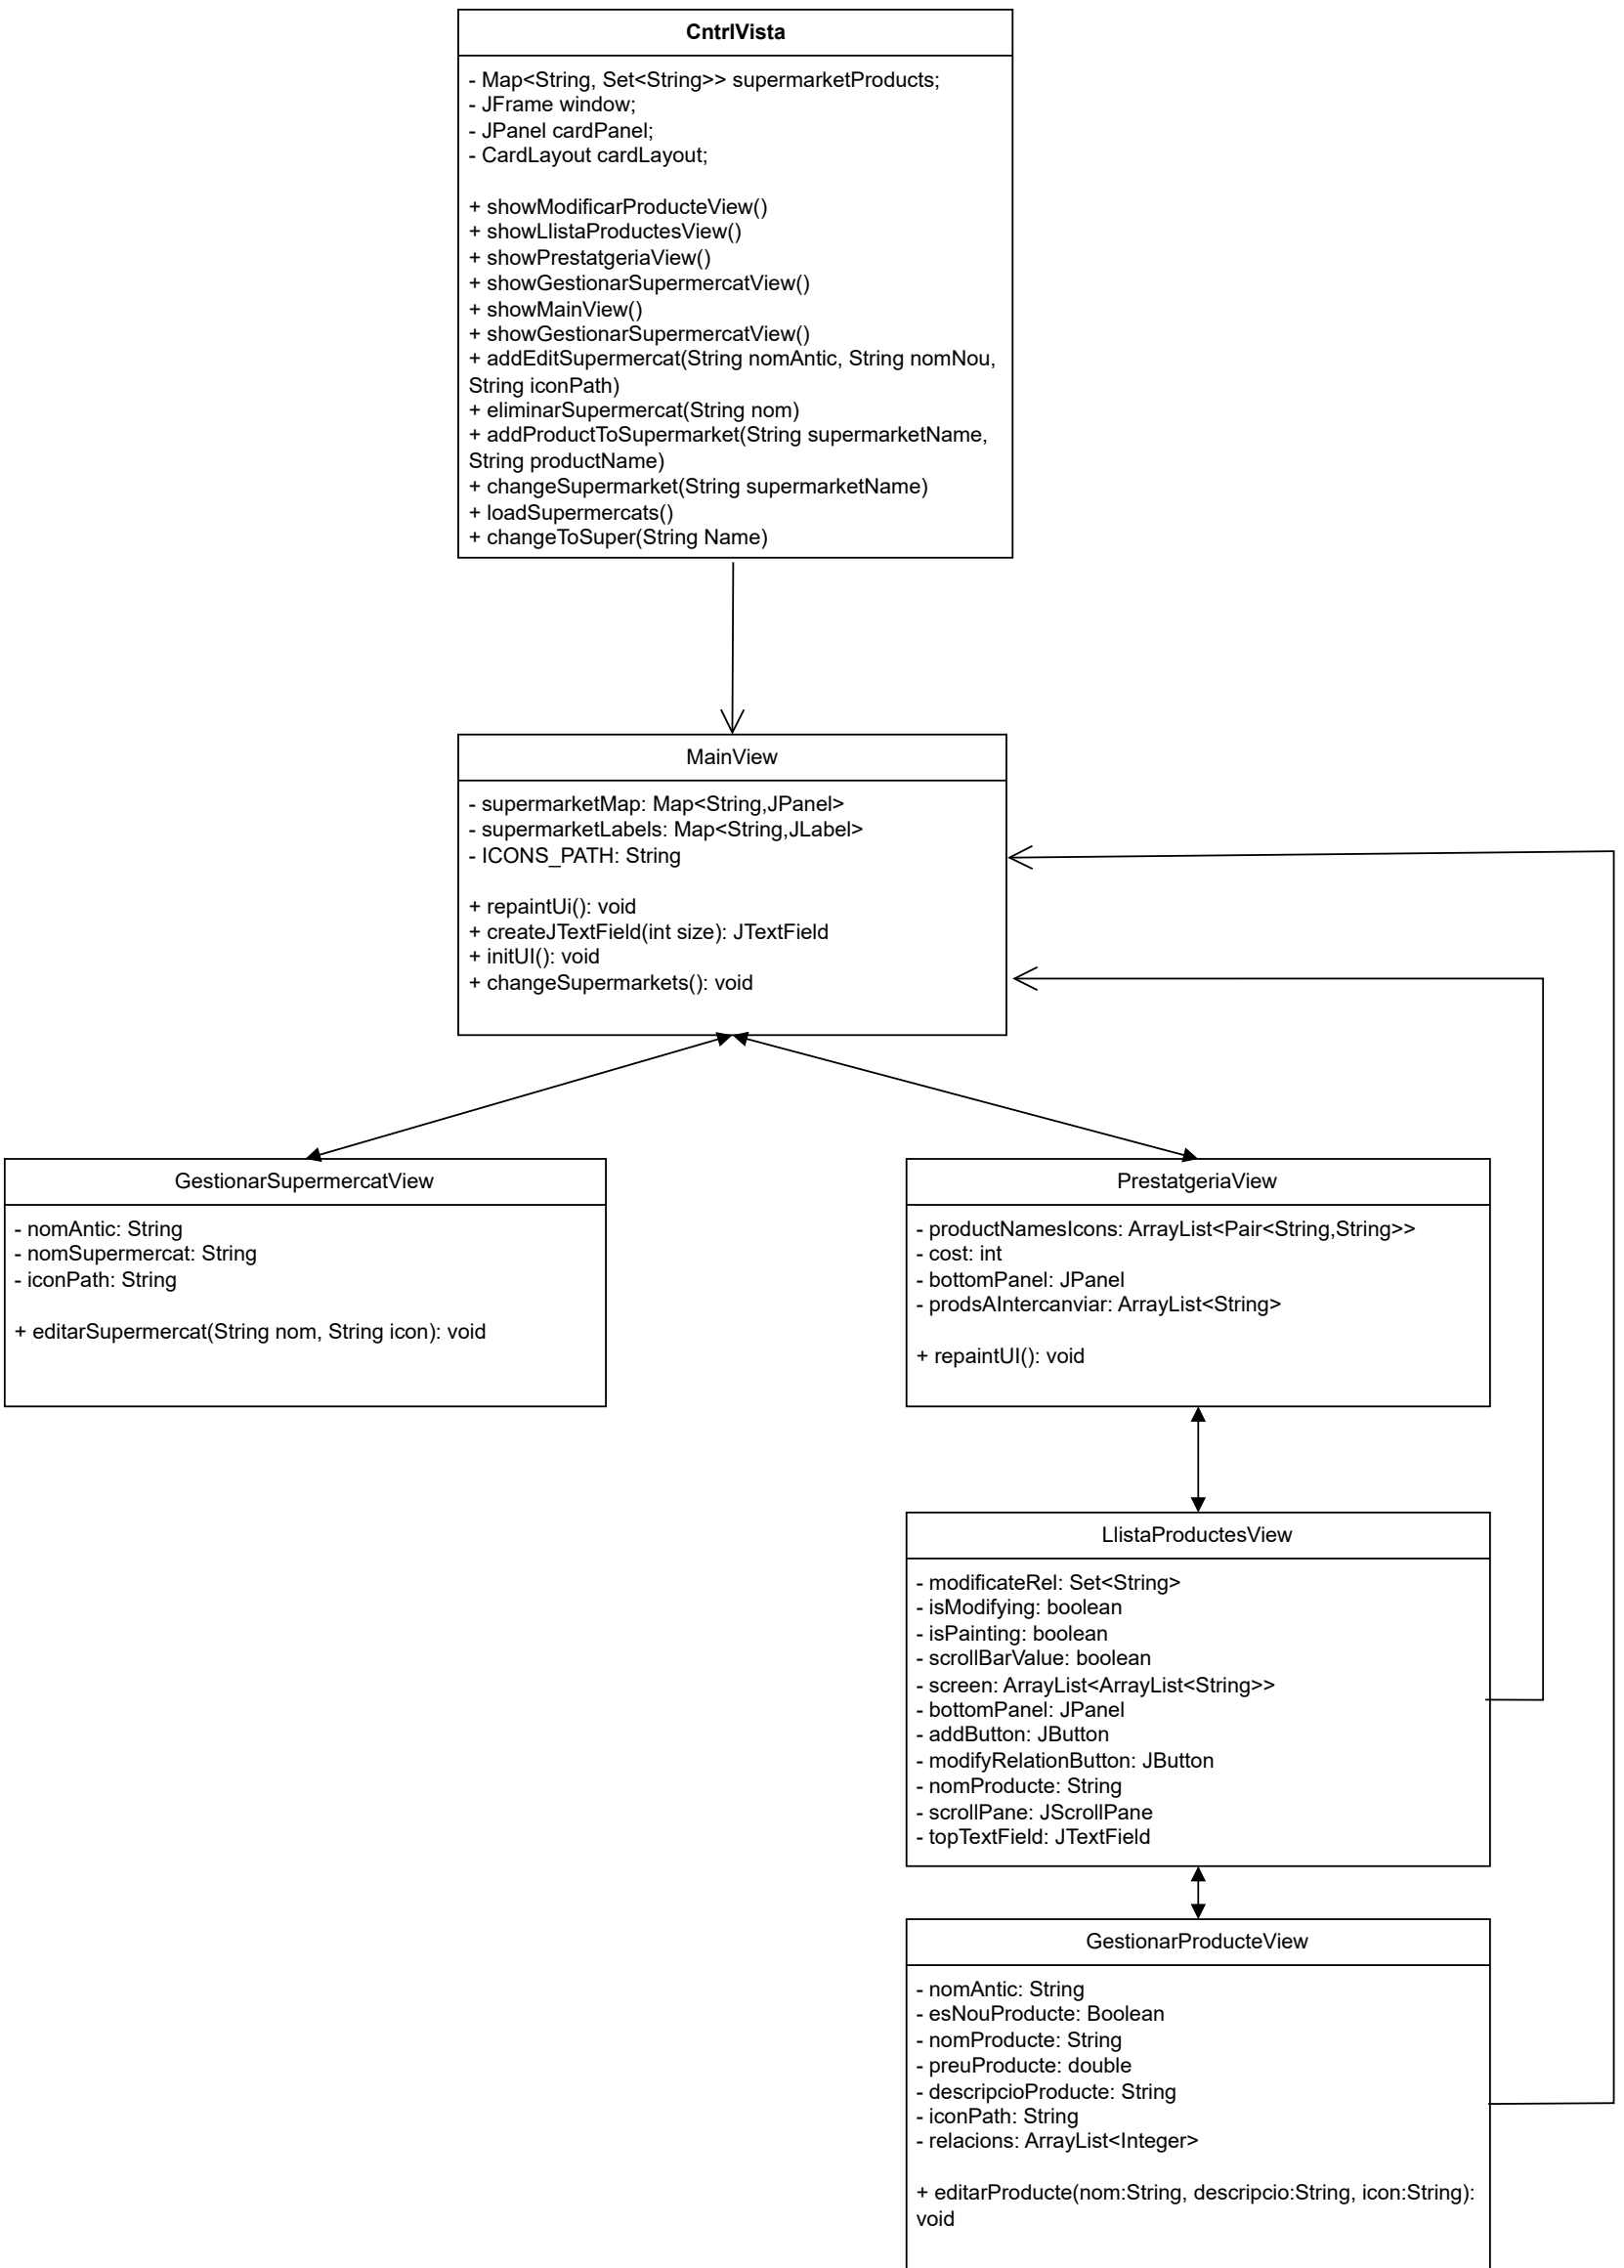 CntrlVista
- Map<String, Set<String>> supermarketProducts;
- JFrame window;
- JPanel cardPanel;
- CardLayout cardLayout;
+ showModificarProducteView()
+ showLlistaProductesView()
+ showPrestatgeriaView()
+ showGestionarSupermercatView()
+ showMainView()
+ showGestionarSupermercatView()
+ addEditSupermercat(String nomAntic, String nomNou,
String iconPath)
+ eliminarSupermercat(String nom)
+ addProductToSupermarket(String supermarketName,
String productName)
+ changeSupermarket(String supermarketName)
+ loadSupermercats()
+ changeToSuper(String Name)
MainView
- supermarketMap: Map<String,JPanel>
- supermarketLabels: Map<String,JLabel>
- ICONS_PATH: String
+ repaintUi(): void
+ createJTextField(int size): JTextField
+ initUI(): void
+ changeSupermarkets(): void
GestionarSupermercatView
- nomAntic: String
- nomSupermercat: String
- iconPath: String
+ editarSupermercat(String nom, String icon): void
PrestatgeriaView
- productNamesIcons: ArrayList<Pair<String,String>>
- cost: int
- bottomPanel: JPanel
- prodsAIntercanviar: ArrayList<String>
+ repaintUI(): void
LlistaProductesView
- modificateRel: Set<String>
- isModifying: boolean
- isPainting: boolean
- scrollBarValue: boolean
- screen: ArrayList<ArrayList<String>>
- bottomPanel: JPanel
- addButton: JButton
- modifyRelationButton: JButton
- nomProducte: String
- scrollPane: JScrollPane
- topTextField: JTextField
GestionarProducteView
- nomAntic: String
- esNouProducte: Boolean
- nomProducte: String
- preuProducte: double
- descripcioProducte: String
- iconPath: String
- relacions: ArrayList<Integer>
+ editarProducte(nom:String, descripcio:String, icon:String):
void